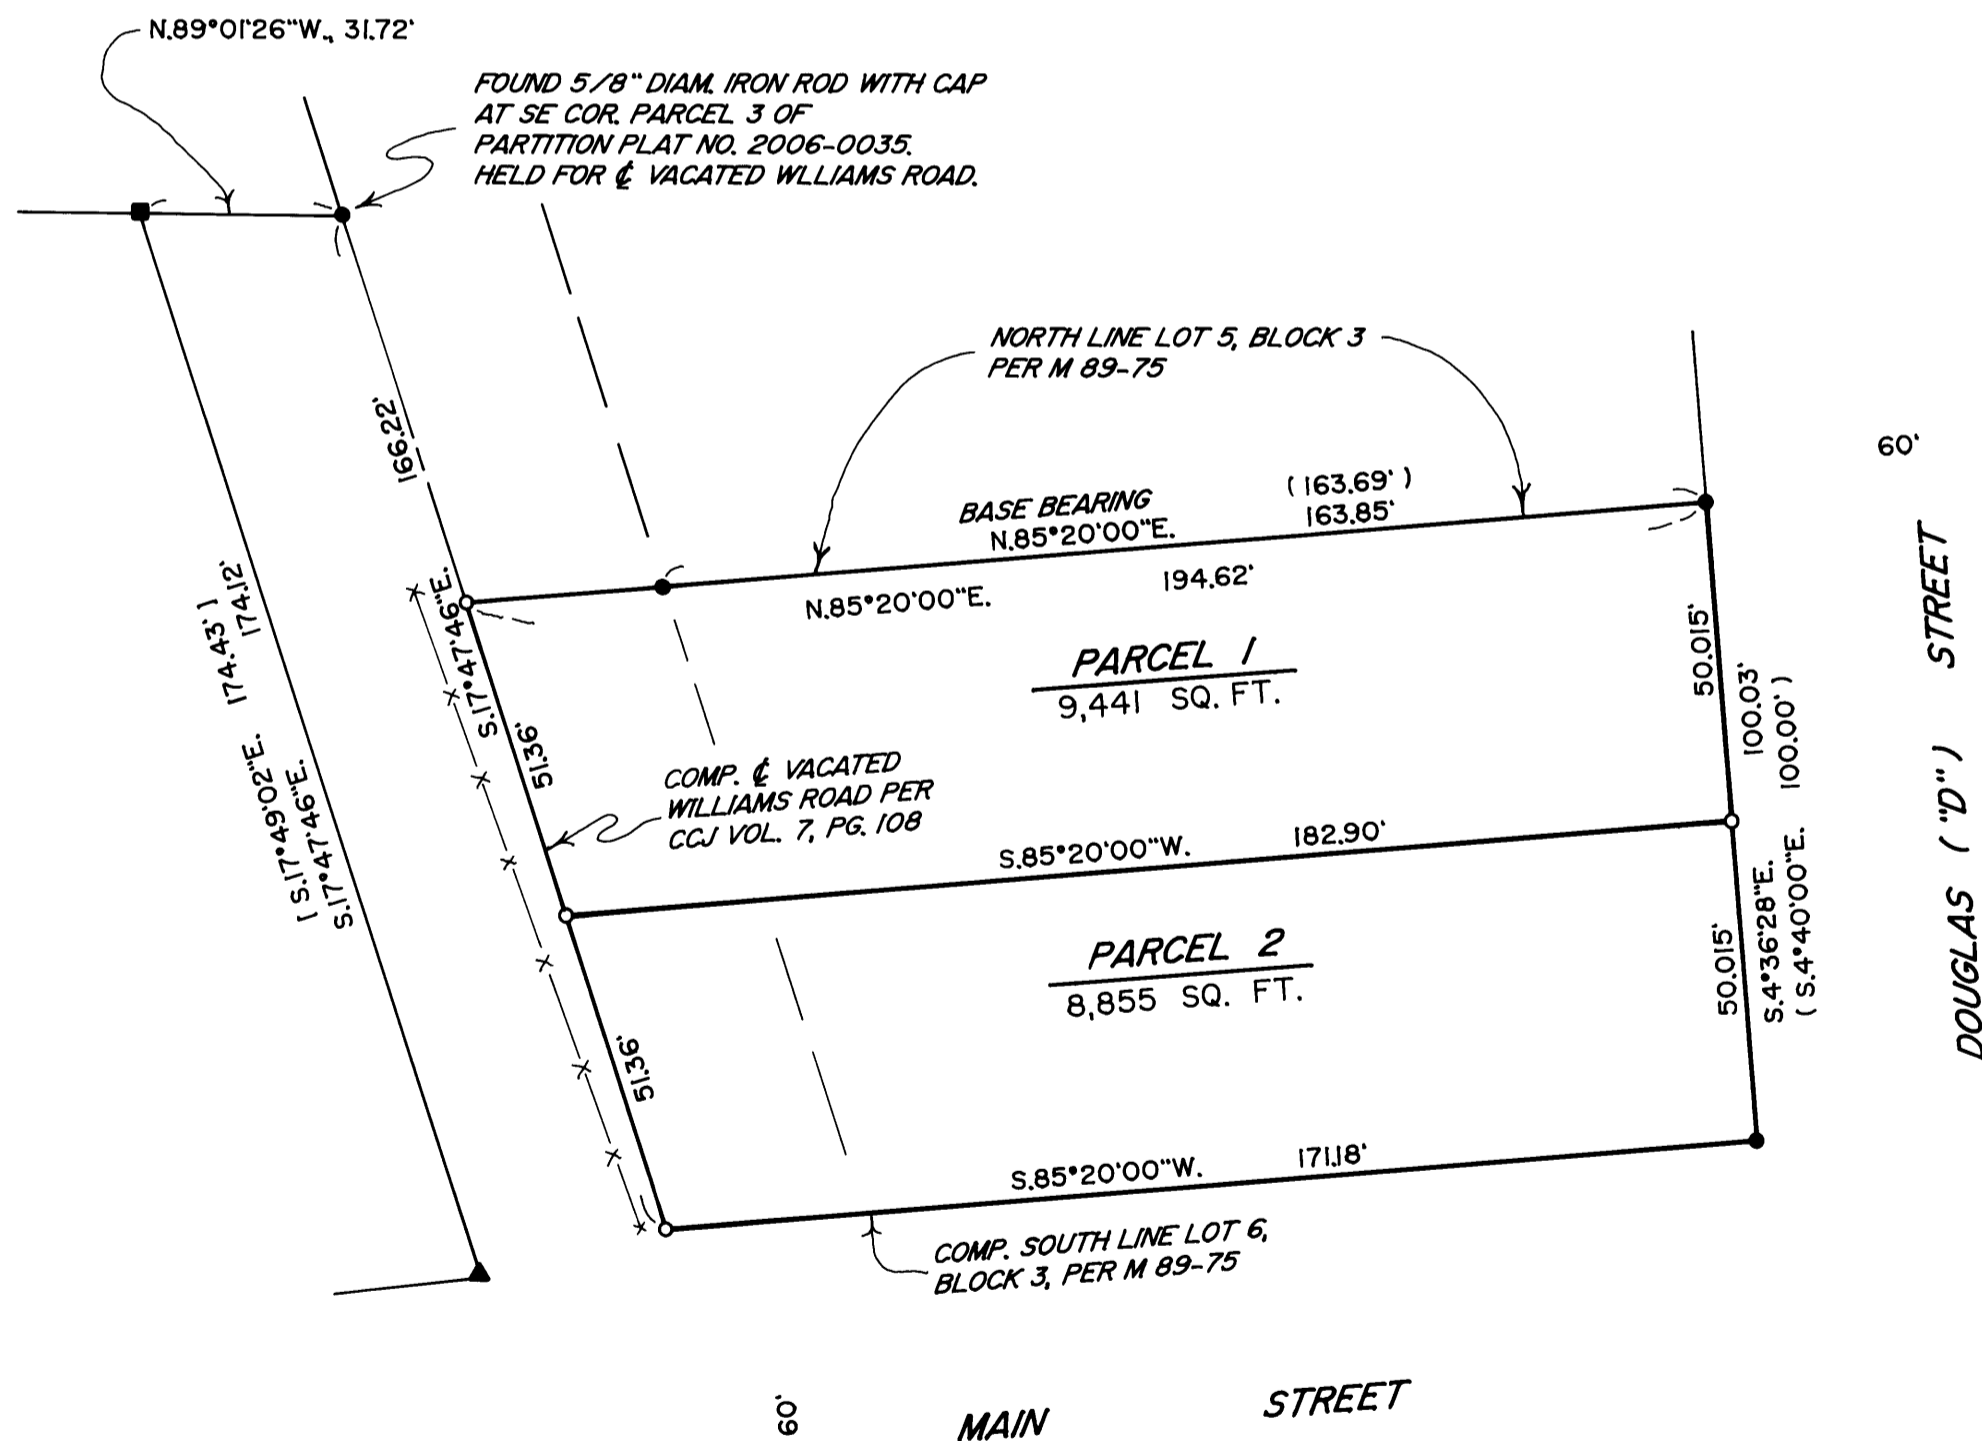 N.89°01'26"W., 31.72'
FOUND 5/8" DIAM. IRON ROD WITH CAP
AT SE COR. PARCEL 3 OF
PARTITION PLAT NO. 2006-0035.
HELD FOR ℄ VACATED WLLIAMS ROAD.
NORTH LINE LOT 5, BLOCK 3
PER M 89-75
60'
166.22'
BASE BEARING
N.85°20'00"E.
(163.69')
163.85'
N.85°20'00"E.
194.62'
S.17°47'46"E.
51.36'
[ S.17°49'02"E. 174.43' ]
S.17°47'46"E. 174.12'
PARCEL 1
9,441 SQ. FT.
50.015'
100.03'
100.00' )
COMP. ℄ VACATED
WILLIAMS ROAD PER
CCJ VOL. 7, PG. 108
S.85°20'00"W.
182.90'
PARCEL 2
8,855 SQ. FT.
51.36'
50.015'
S.4°36'28"E.
( S.4°40'00"E.
DOUGLAS ("D") STREET
S.85°20'00"W.
171.18'
COMP. SOUTH LINE LOT 6,
BLOCK 3, PER M 89-75
60'
MAIN STREET